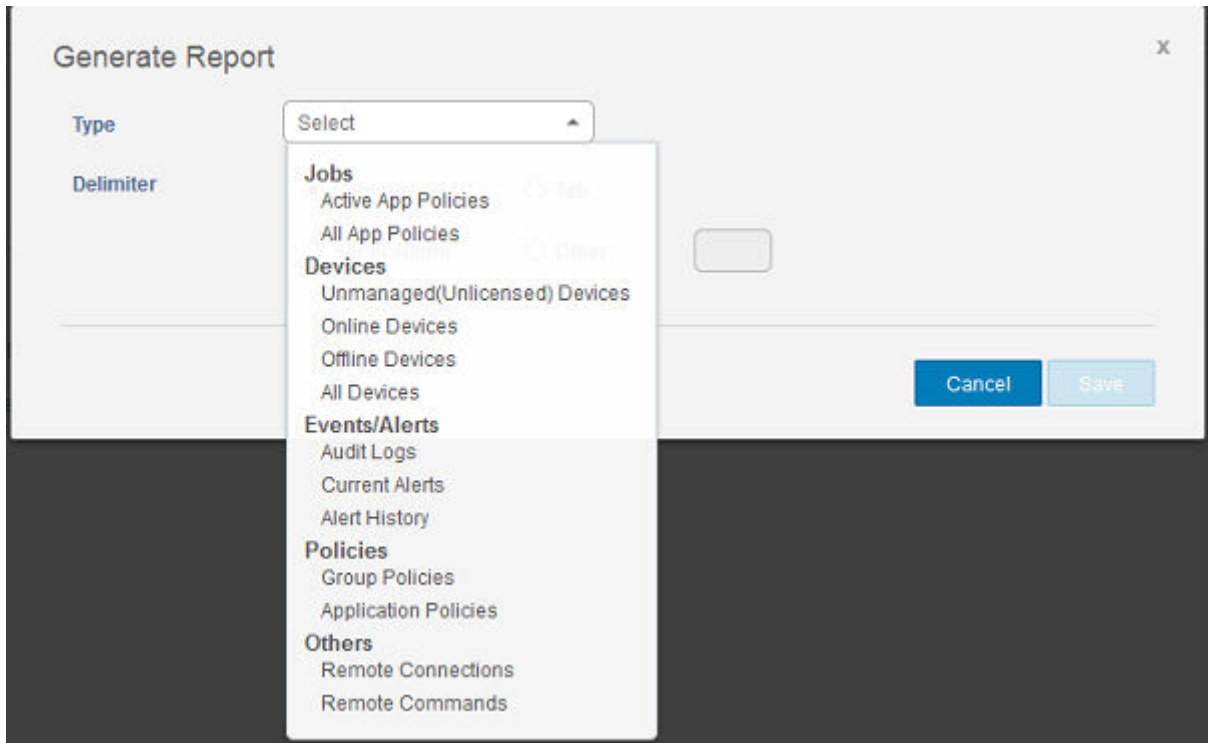 Generate Report
x
Type
Select
Delimiter
Jobs
Active App Policies
All App Policies
Devices
Unmanaged(Unlicensed) Devices
Online Devices
Offline Devices
All Devices
Events/Alerts
Audit Logs
Current Alerts
Alert History
Policies
Group Policies
Application Policies
Others
Remote Connections
Remote Commands
Tab
Other
Cancel
Save